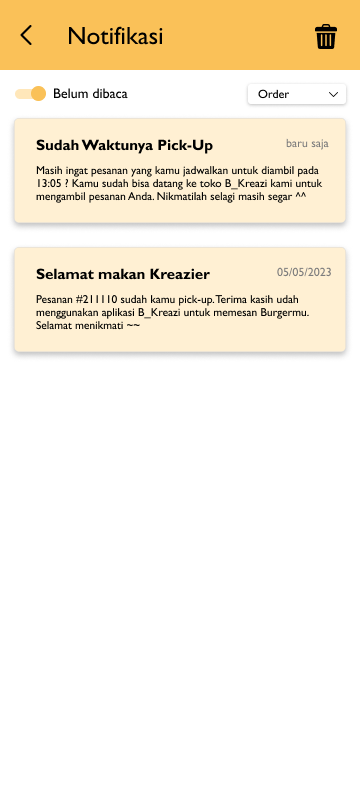 Notifikasi
Belum dibaca
Order
Sudah Waktunya Pick-Up
baru saja
Masih ingat pesanan yang kamu jadwalkan untuk diambil pada
13:05 ? Kamu sudah bisa datang ke toko B_Kreazi kami untuk
mengambil pesanan Anda. Nikmatilah selagi masih segar ^^
Selamat makan Kreazier
05/05/2023
Pesanan #211110 sudah kamu pick-up. Terima kasih udah
menggunakan aplikasi B_Kreazi untuk memesan Burgermu.
Selamat menikmati ~~